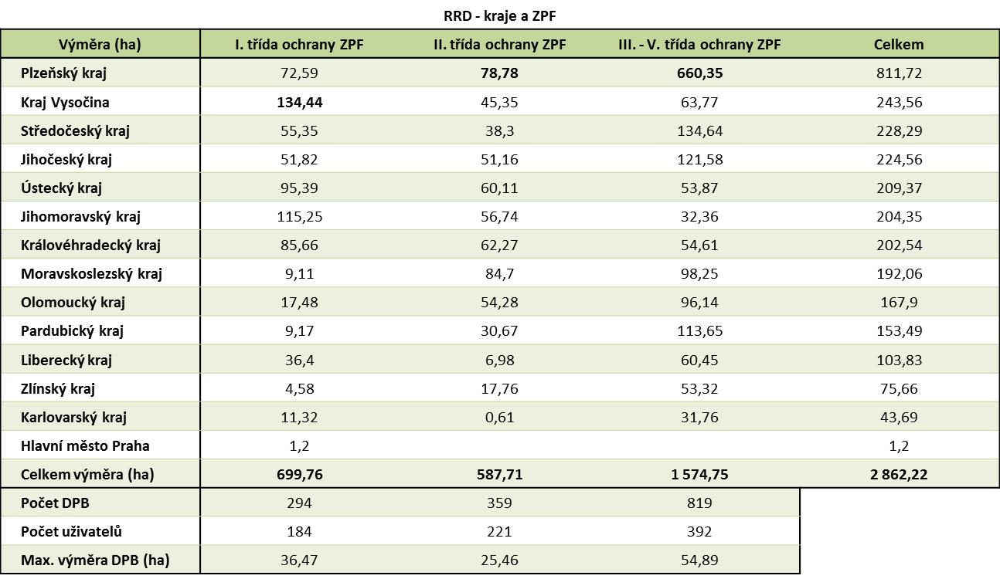 RRD - kraje a ZPF
Výměra (ha) I. třída ochrany ZPF II. třída ochrany ZPF III. - V. třída ochrany ZPF Celkem
Plzeňský kraj 72,59 78,78 660,35 811,72
Kraj Vysočina 134,44 45,35 63,77 243,56
Středočeský kraj 55,35 38,3 134,64 228,29
Jihočeský kraj 51,82 51,16 121,58 224,56
Ústecký kraj 95,39 60,11 53,87 209,37
Jihomoravský kraj 115,25 56,74 32,36 204,35
Královéhradecký kraj 85,66 62,27 54,61 202,54
Moravskoslezský kraj 9,11 84,7 98,25 192,06
Olomoucký kraj 17,48 54,28 96,14 167,9
Pardubický kraj 9,17 30,67 113,65 153,49
Liberecký kraj 36,4 6,98 60,45 103,83
Zlínský kraj 4,58 17,76 53,32 75,66
Karlovarský kraj 11,32 0,61 31,76 43,69
Hlavní město Praha 1,2 1,2
Celkem výměra (ha) 699,76 587,71 1 574,75 2 862,22
Počet DPB 294 359 819
Počet uživatelů 184 221 392
Max. výměra DPB (ha) 36,47 25,46 54,89